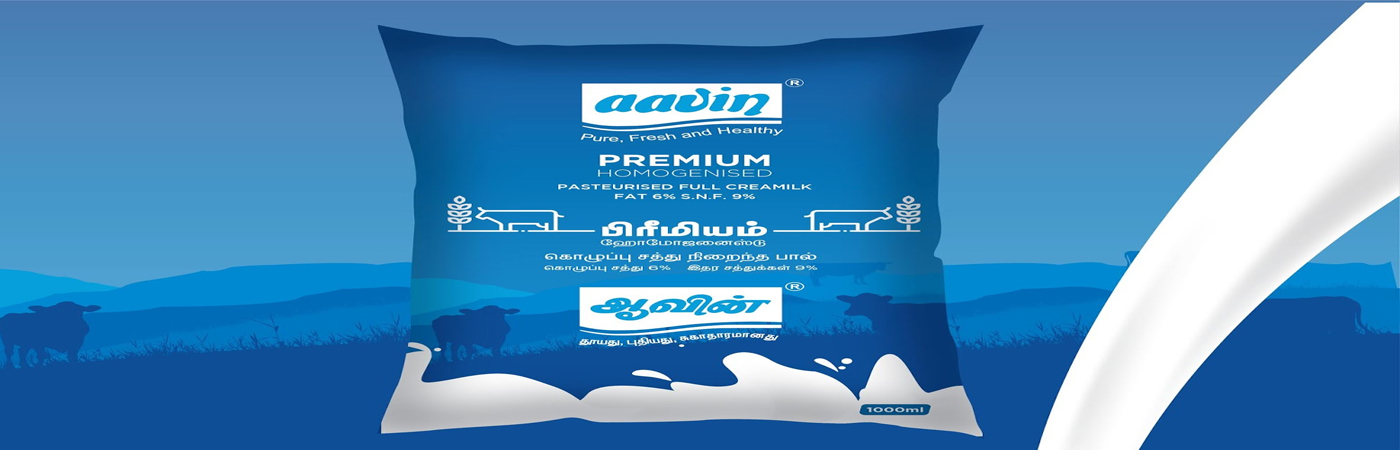 aavin ®
Pure, Fresh and Healthy
PREMIUM
HOMOGENISED
PASTEURISED FULL CREAMILK
FAT 6% S.N.F. 9%
பிரீமியம்
ஹோமோஜனைஸ்டு
கொழுப்பு சத்து நிறைந்த பால்
கொழுப்பு சத்து 6% இதர சத்துக்கள் 9%
ஆவின் ®
தூயது, புதியது, சுகாதாரமானது
1000ml